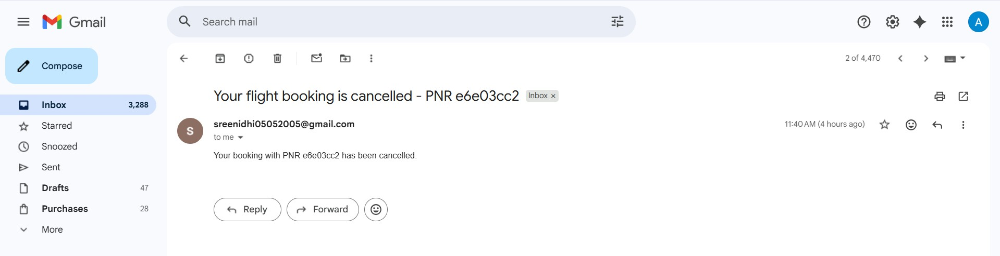 Gmail
Search mail
A
Compose
2 of 4,470
Inbox 3,288
Starred
Snoozed
Sent
Drafts 47
Purchases 28
More
Your flight booking is cancelled - PNR e6e03cc2 Inbox ×
S
sreenidhi05052005@gmail.com
11:40 AM (4 hours ago)
to me
Your booking with PNR e6e03cc2 has been cancelled.
Reply
Forward